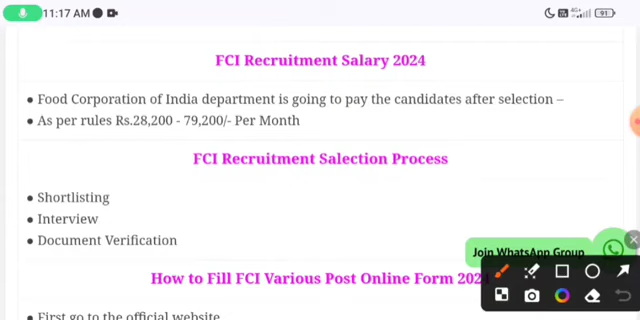 11:17 AM
91
FCI Recruitment Salary 2024
● Food Corporation of India department is going to pay the candidates after selection –
● As per rules Rs.28,200 - 79,200/- Per Month
FCI Recruitment Salection Process
● Shortlisting
● Interview
● Document Verification
Join WhatsApp Group
How to Fill FCI Various Post Online Form 202
● First go to the official website